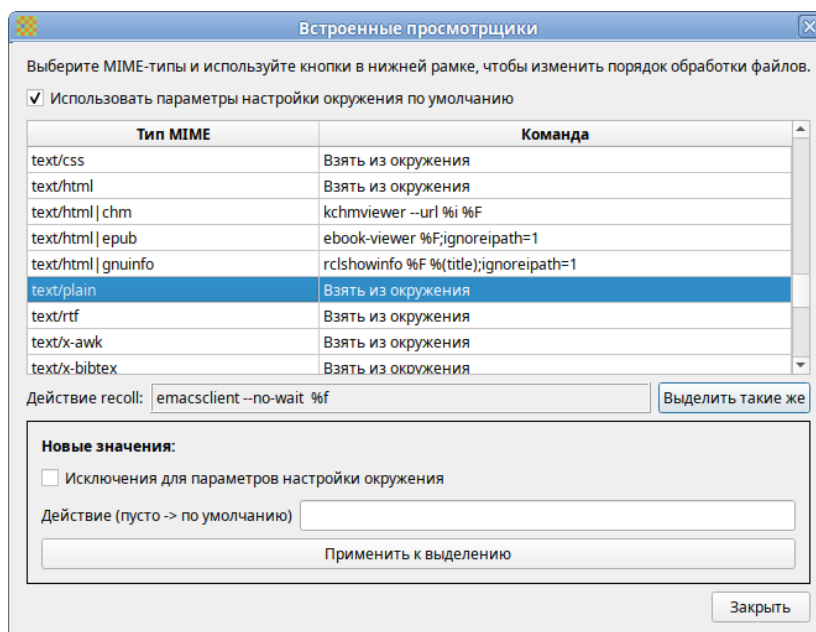 Встроенные просмотрщики
Выберите MIME-типы и используйте кнопки в нижней рамке, чтобы изменить порядок обработки файлов.
Использовать параметры настройки окружения по умолчанию
Тип MIME Команда
text/css Взять из окружения
text/html Взять из окружения
text/html|chm kchmviewer --url %i %F
text/html|epub ebook-viewer %F;ignoreipath=1
text/html|gnuinfo rclshowinfo %F %(title);ignoreipath=1
text/plain Взять из окружения
text/rtf Взять из окружения
text/x-awk Взять из окружения
text/x-bibtex Взять из окружения
Действие recoll: emacsclient --no-wait %f Выделить такие же
Новые значения:
Исключения для параметров настройки окружения
Действие (пусто -> по умолчанию)
Применить к выделению
Закрыть